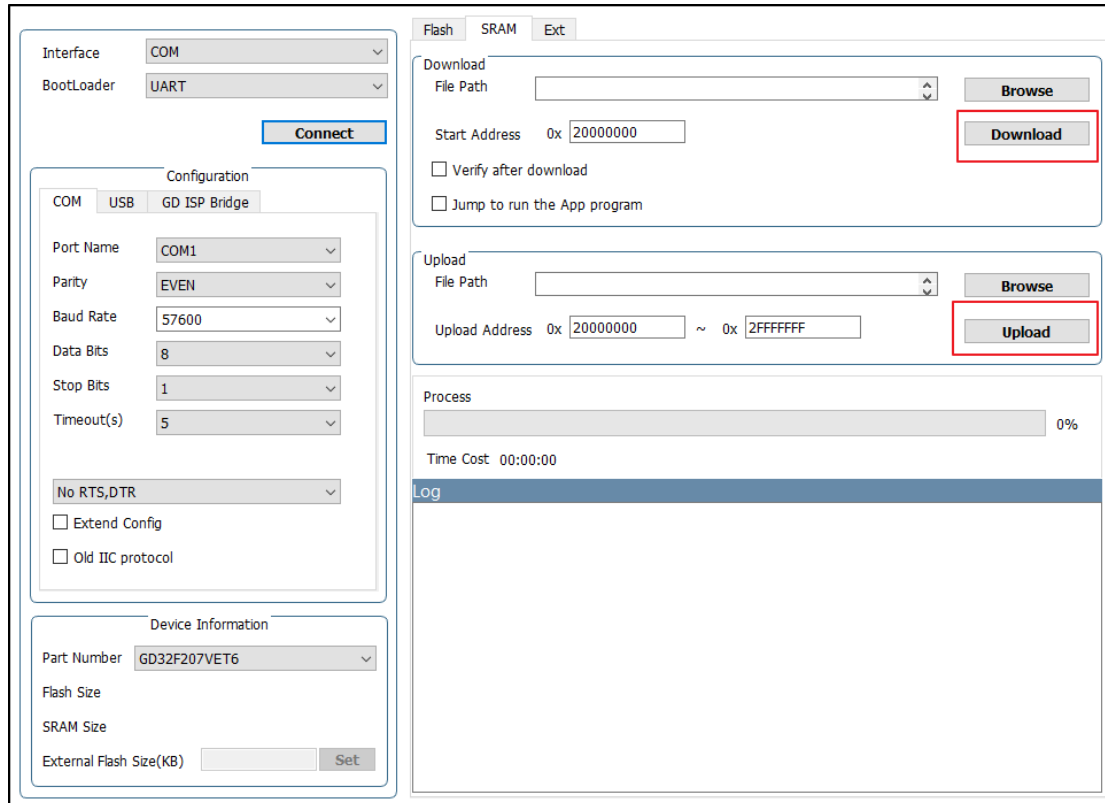 Interface COM
BootLoader UART
Connect
Configuration
COM USB GD ISP Bridge
Port Name COM1
Parity EVEN
Baud Rate 57600
Data Bits 8
Stop Bits 1
Timeout(s) 5
No RTS,DTR
Extend Config
Old IIC protocol
Device Information
Part Number GD32F207VET6
Flash Size
SRAM Size
External Flash Size(KB) Set
Flash SRAM Ext
Download
File Path Browse
Start Address 0x 20000000 Download
Verify after download
Jump to run the App program
Upload
File Path Browse
Upload Address 0x 20000000 ~ 0x 2FFFFFFF Upload
Process
0%
Time Cost 00:00:00
Log